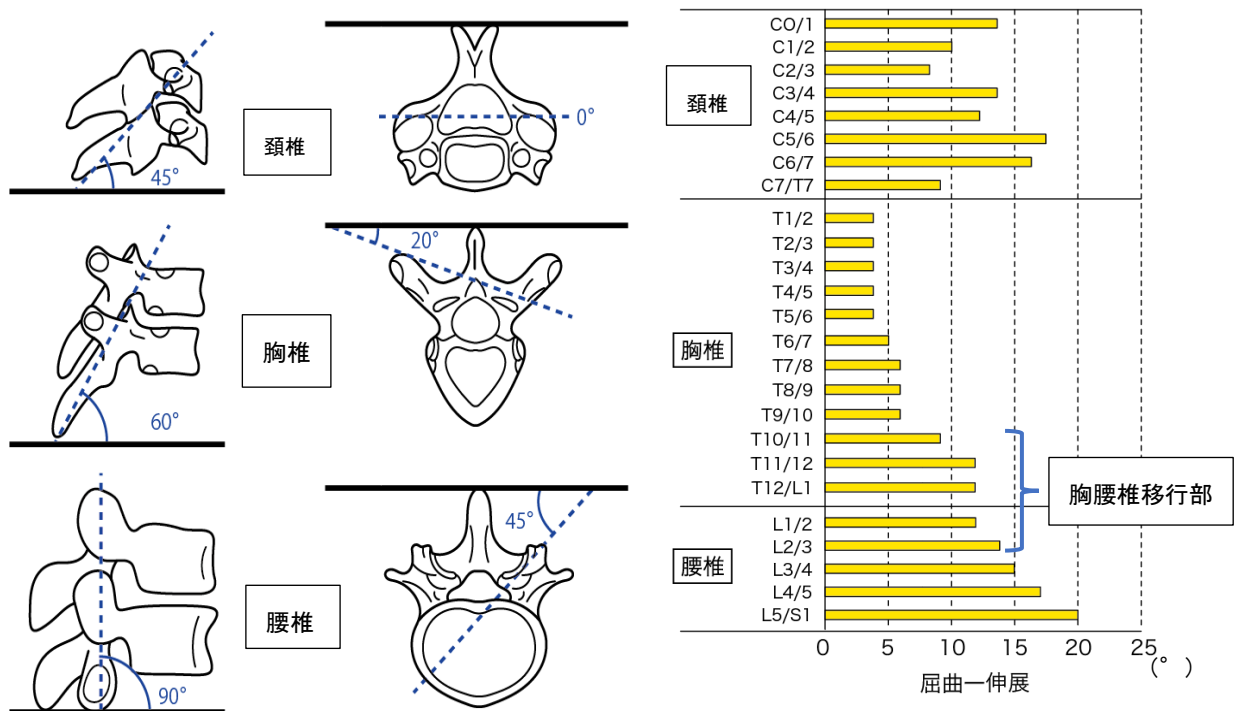 45°
頚椎
0°
60°
胸椎
20°
90°
腰椎
45°
頚椎
C0/1
C1/2
C2/3
C3/4
C4/5
C5/6
C6/7
C7/T7
胸椎
T1/2
T2/3
T3/4
T4/5
T5/6
T6/7
T7/8
T8/9
T9/10
T10/11
T11/12
T12/L1
胸腰椎移行部
腰椎
L1/2
L2/3
L3/4
L4/5
L5/S1
0 5 10 15 20 25
(°)
屈曲ー伸展